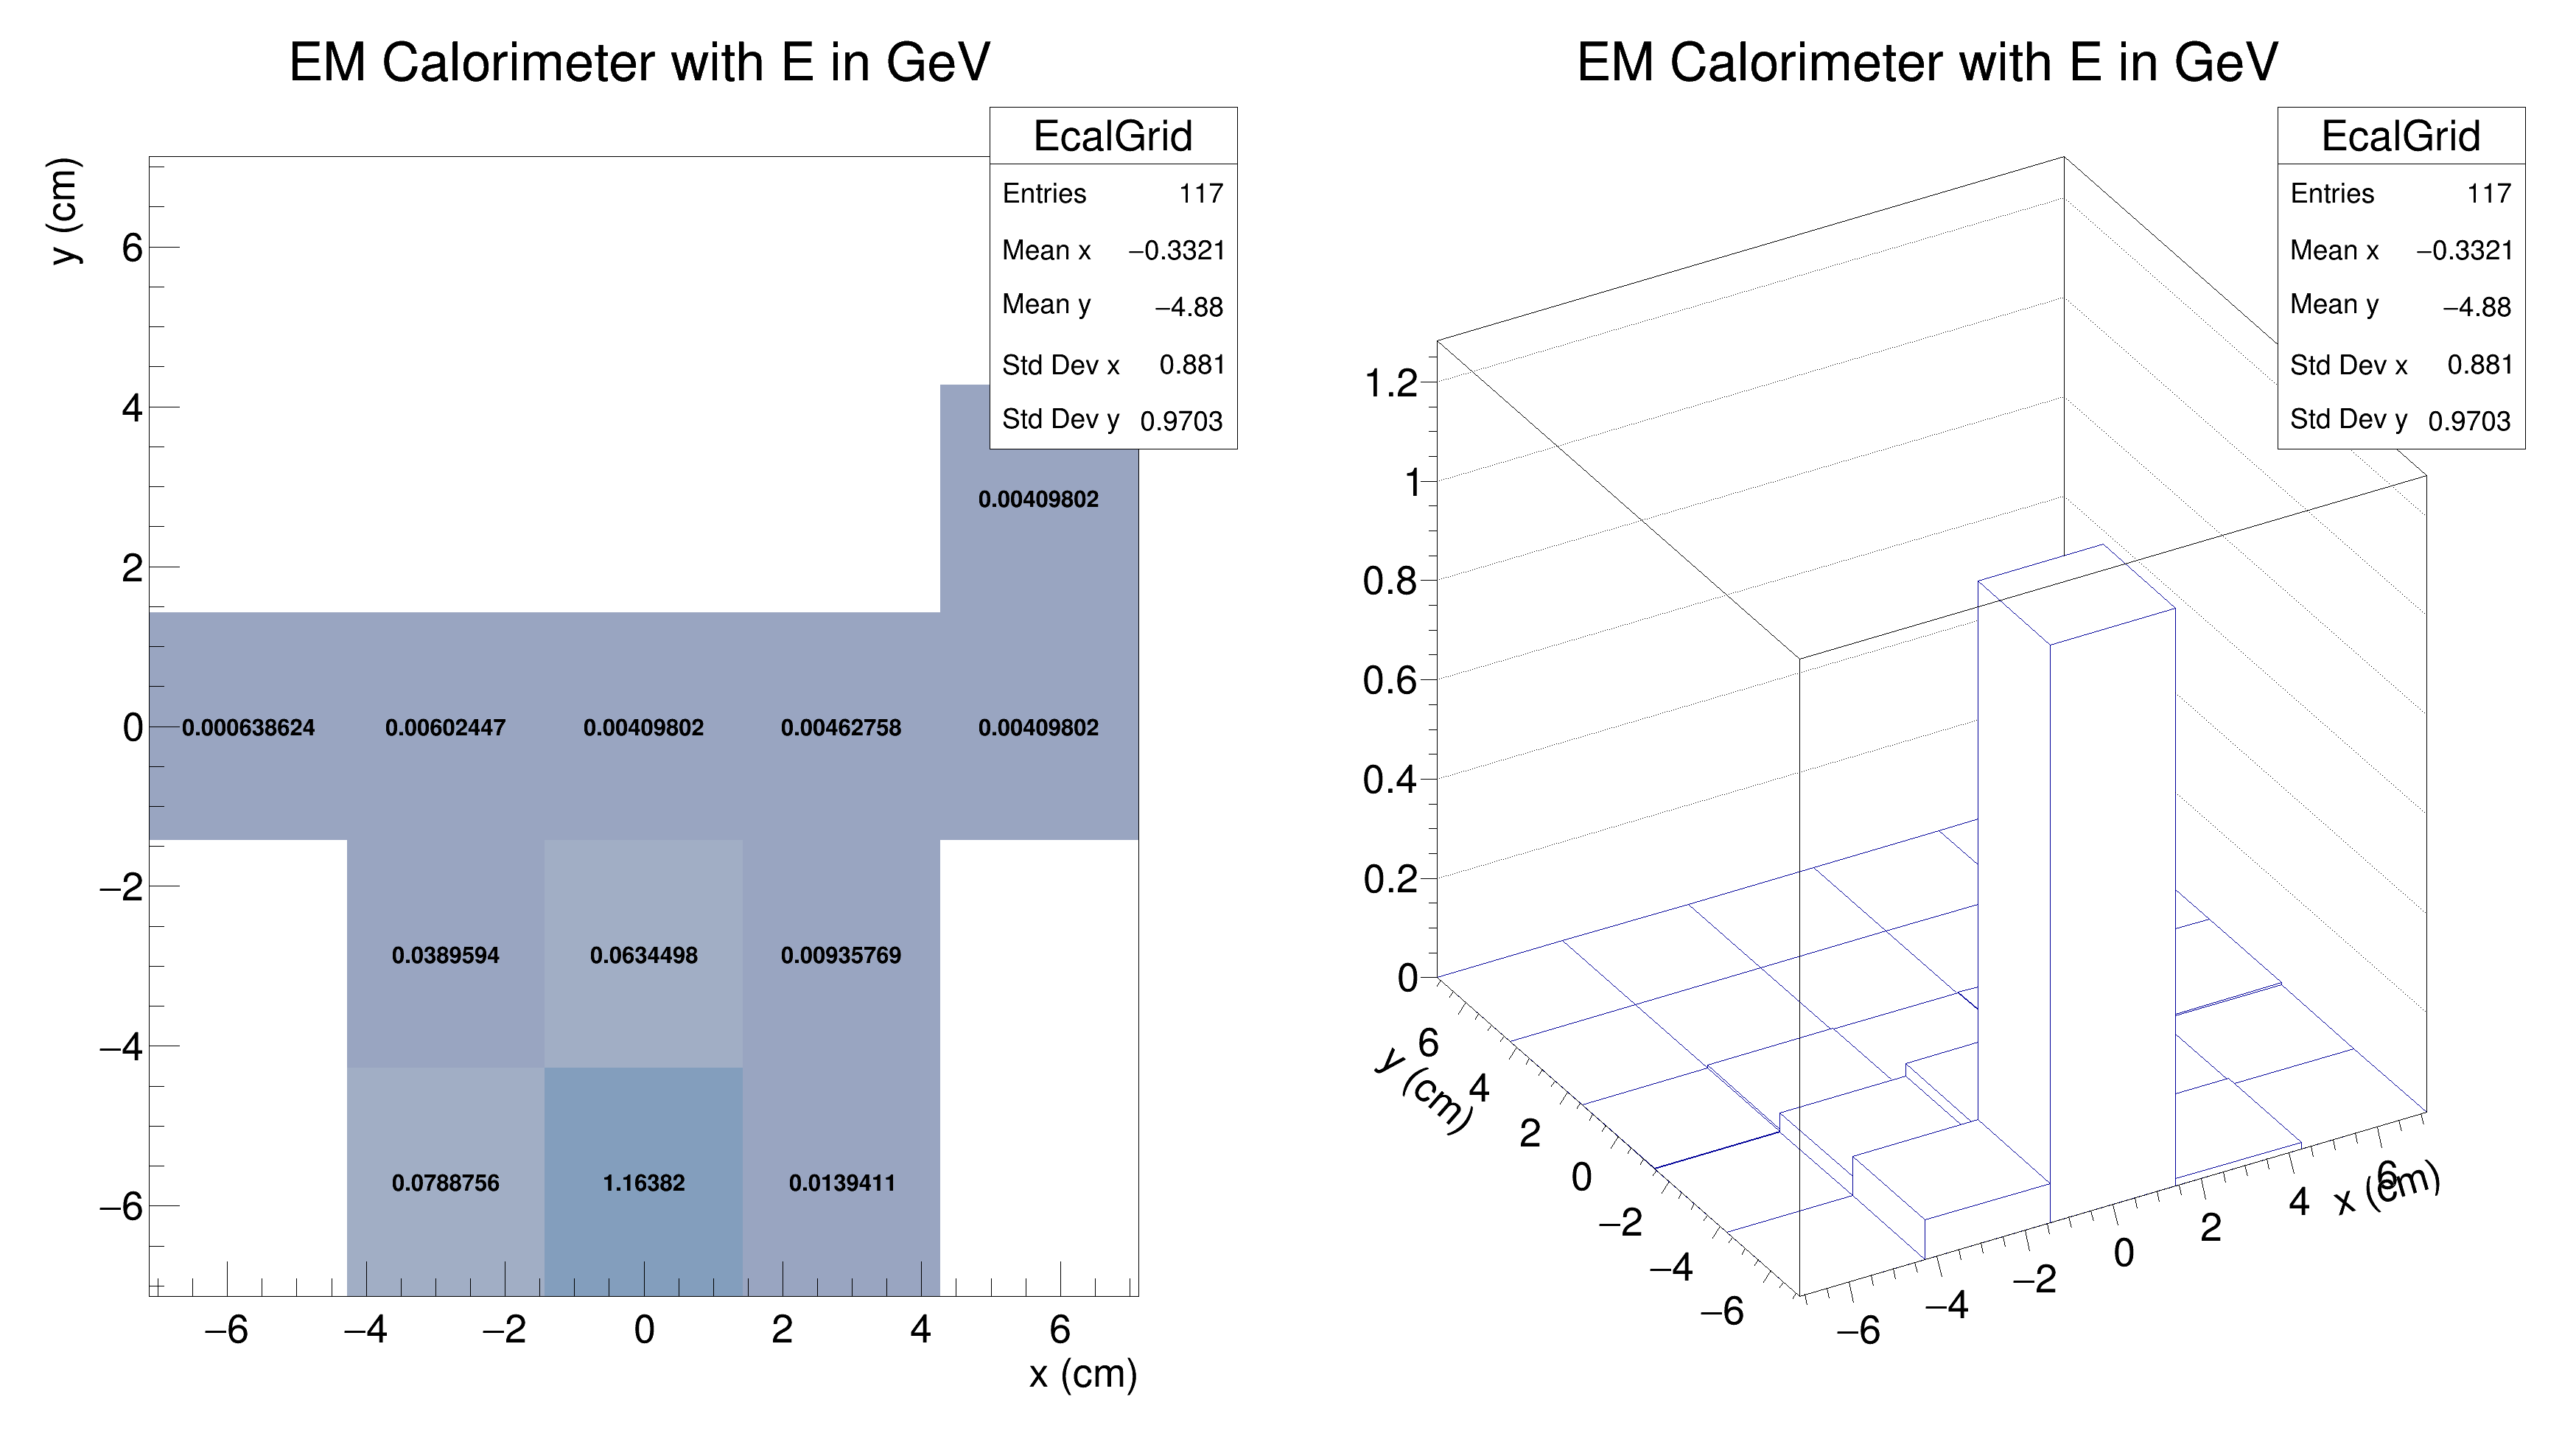 EM Calorimeter with E in GeV
EcalGrid
Entries 117
Mean x −0.3321
Mean y −4.88
Std Dev x 0.881
Std Dev y 0.9703
y (cm)
6
4
2
0
−2
−4
−6
0.00409802
0.000638624 0.00602447 0.00409802 0.00462758 0.00409802
0.0389594 0.0634498 0.00935769
0.0788756 1.16382 0.0139411
−6 −4 −2 0 2 4 6
x (cm)
EM Calorimeter with E in GeV
EcalGrid
Entries 117
Mean x −0.3321
Mean y −4.88
Std Dev x 0.881
Std Dev y 0.9703
1.2
1
0.8
0.6
0.4
0.2
0
y (cm)
6
4
2
0
−2
−4
−6
−6
−4
−2
0
2
4
6
x (cm)